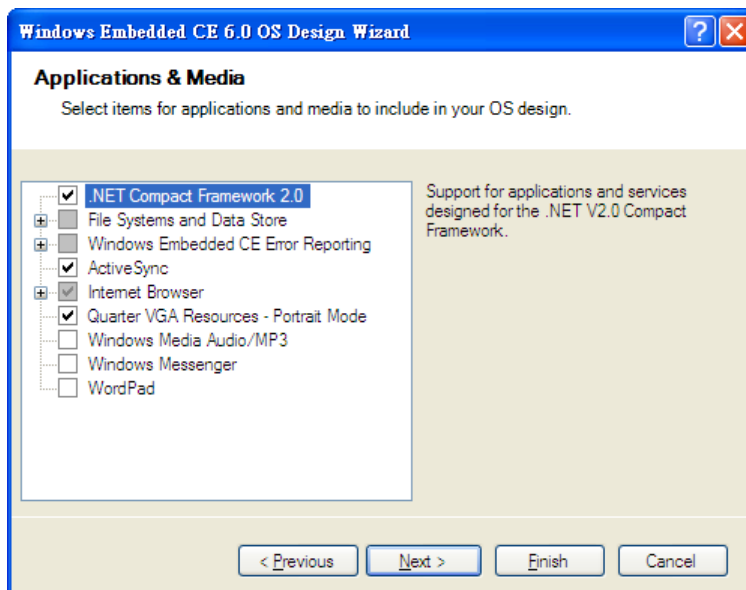 Windows Embedded CE 6.0 OS Design Wizard
Applications & Media
Select items for applications and media to include in your OS design.
.NET Compact Framework 2.0
File Systems and Data Store
Windows Embedded CE Error Reporting
ActiveSync
Internet Browser
Quarter VGA Resources - Portrait Mode
Windows Media Audio/MP3
Windows Messenger
WordPad
Support for applications and services
designed for the .NET V2.0 Compact
Framework.
< Previous
Next >
Finish
Cancel